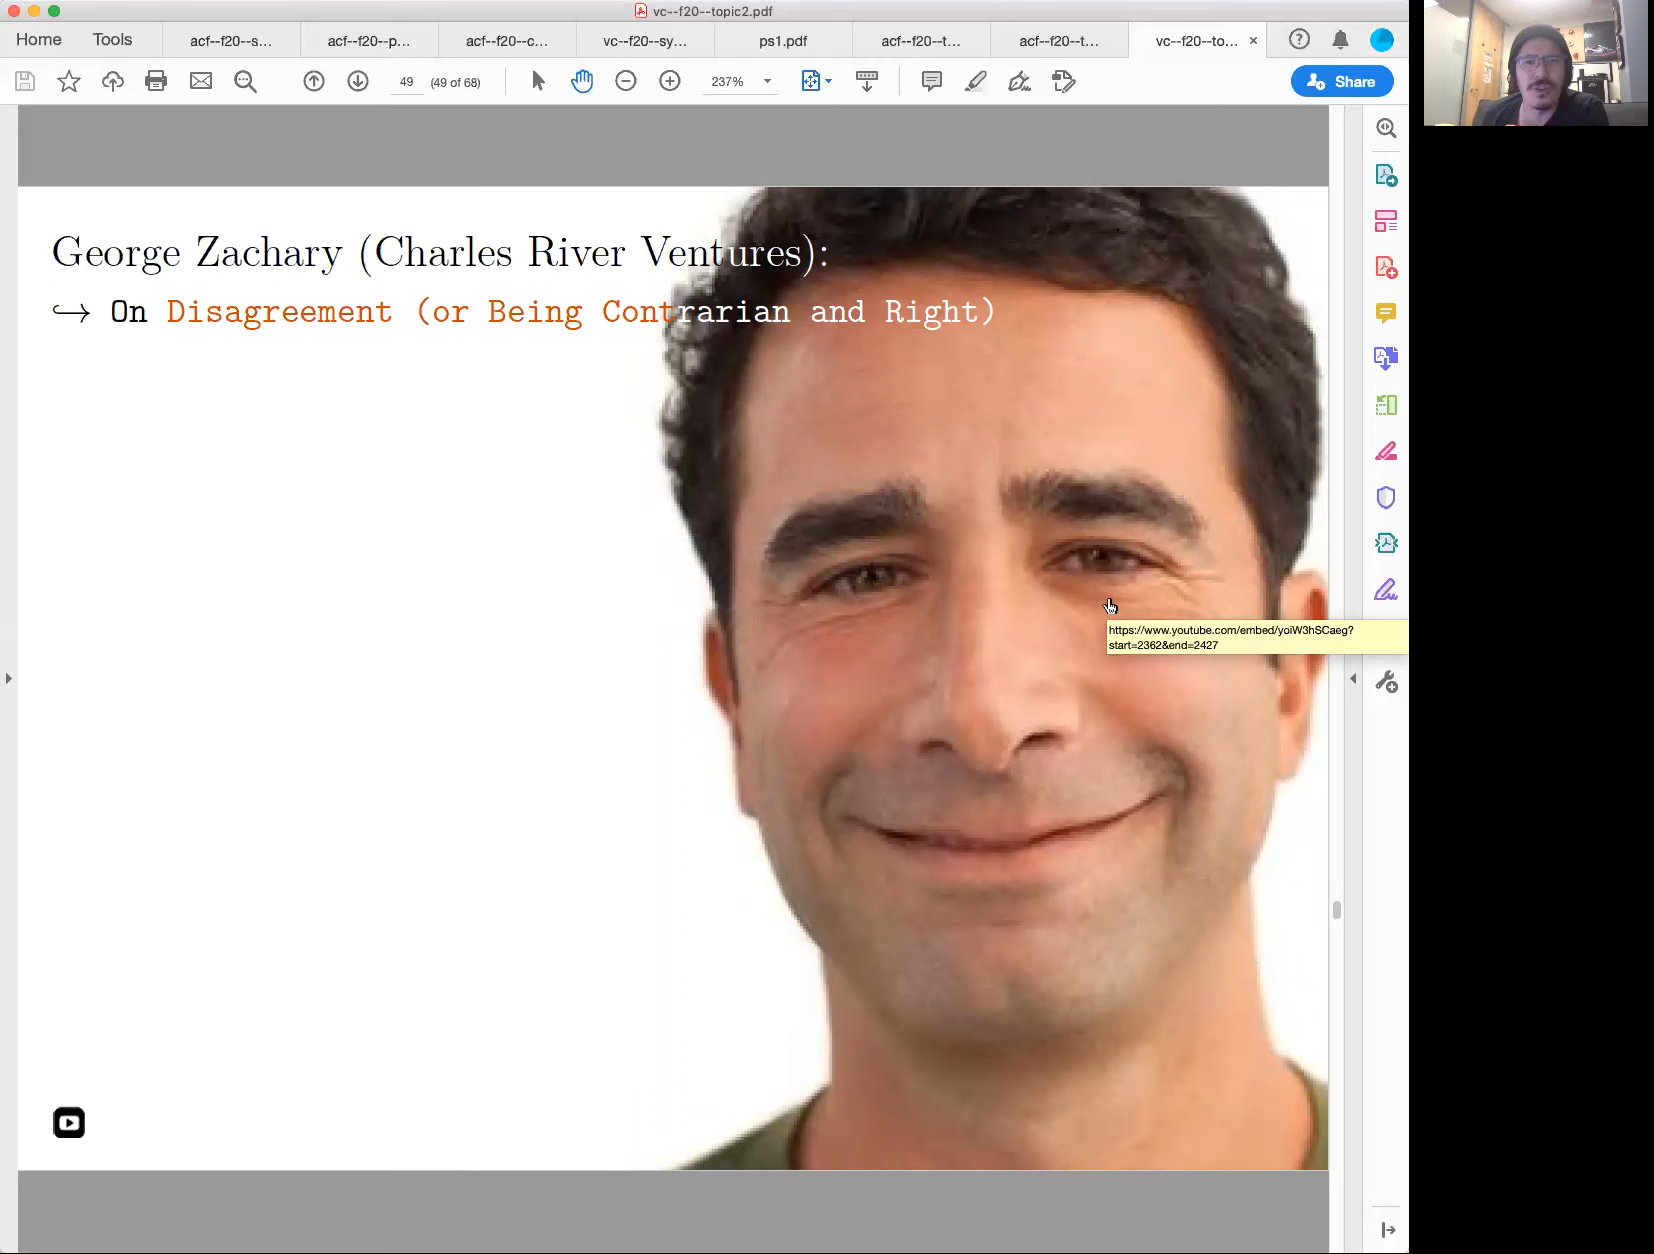 vc--f20--topic2.pdf
Home Tools acf--f20--s... acf--f20--p... acf--f20--c... vc--f20--sy... ps1.pdf acf--f20--t... acf--f20--t... vc--f20--to... ×
49 (49 of 68) 237% Share
George Zachary (Charles River Ventures):
↪ On Disagreement (or Being Contrarian and Right)
https://www.youtube.com/embed/yoiW3hSCaeg?
start=2362&end=2427